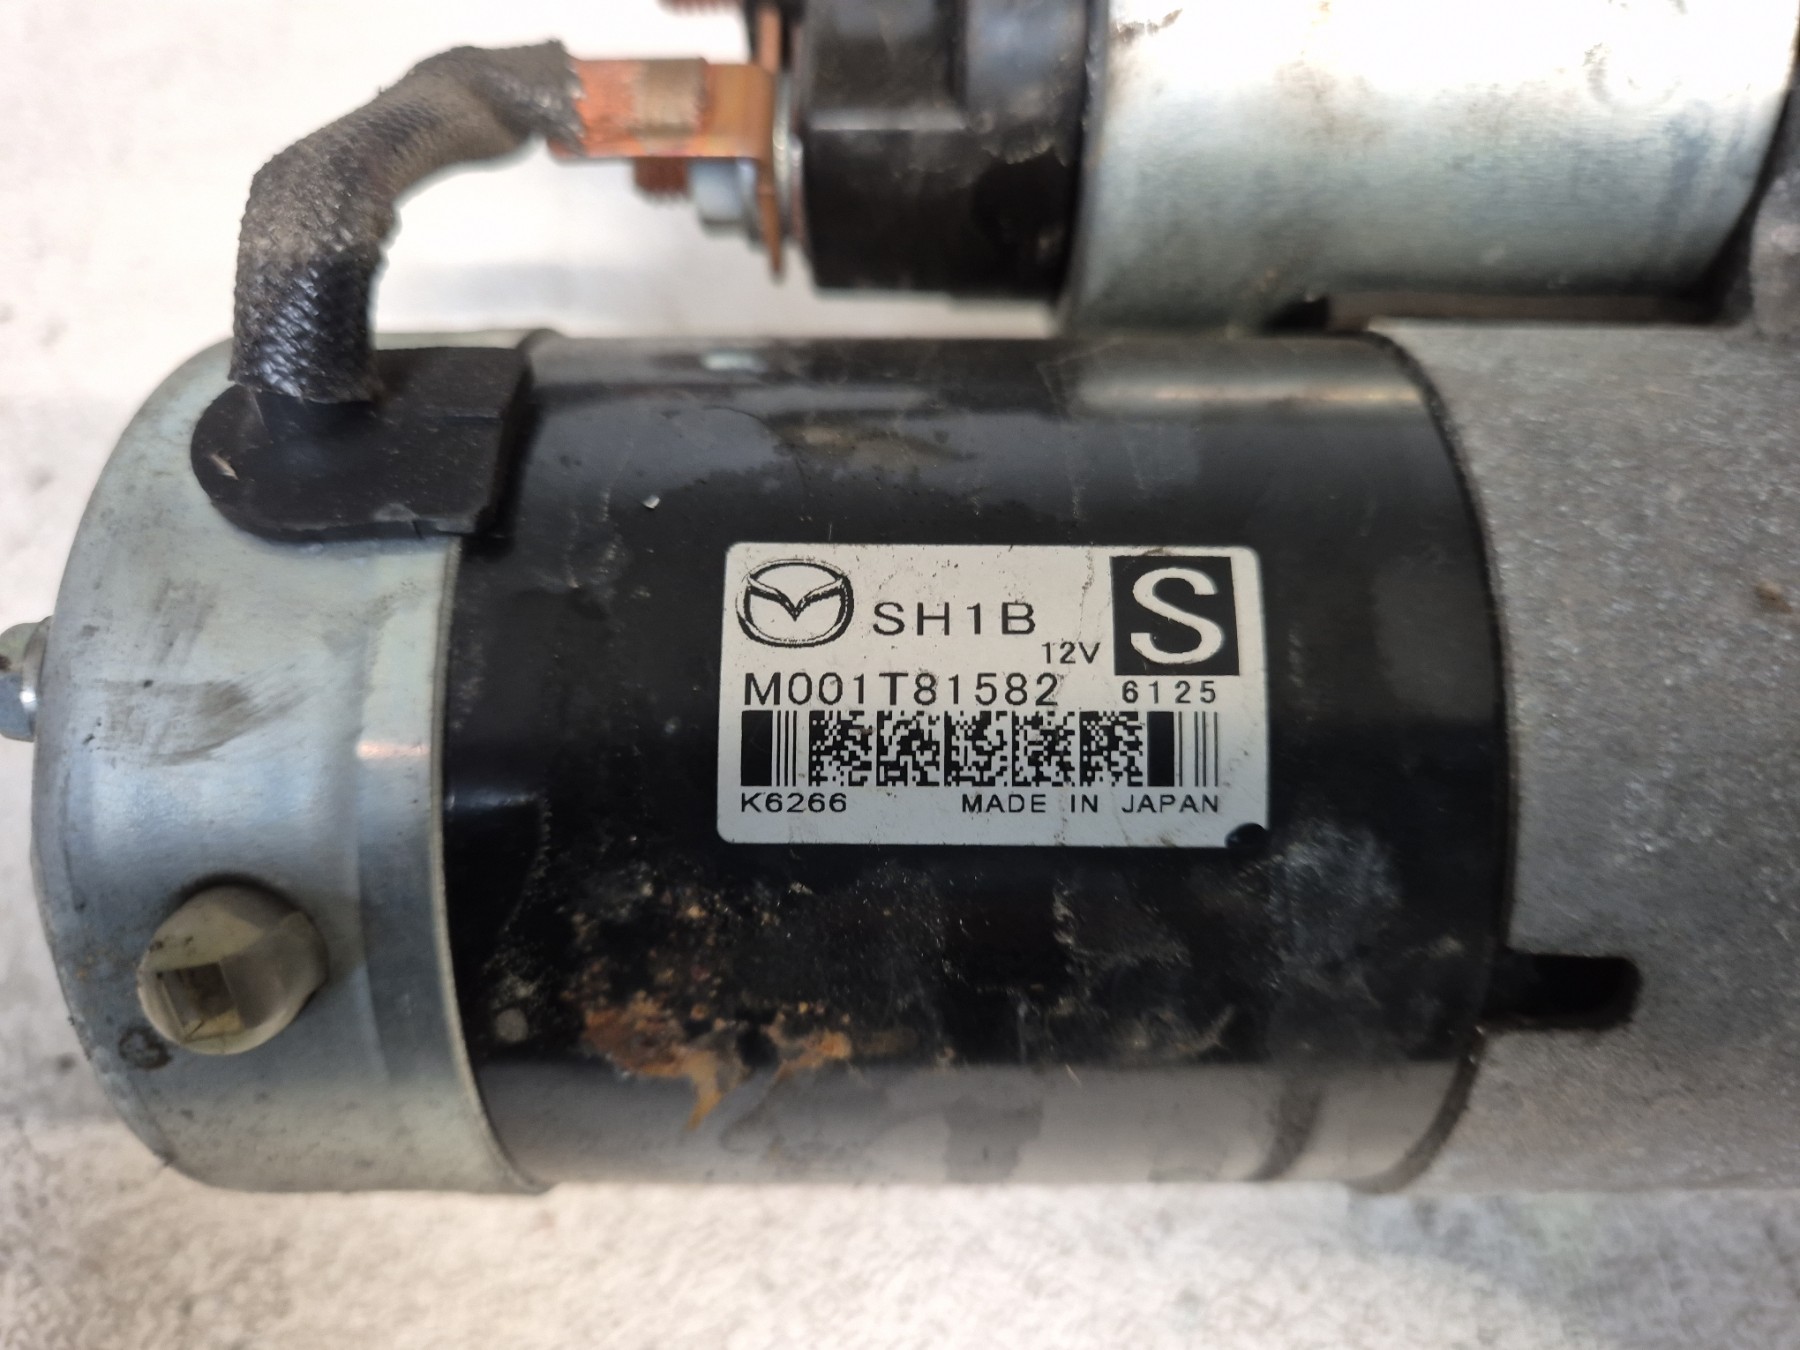 SH1B
12V
S
M001T81582
6125
K6266
MADE IN JAPAN